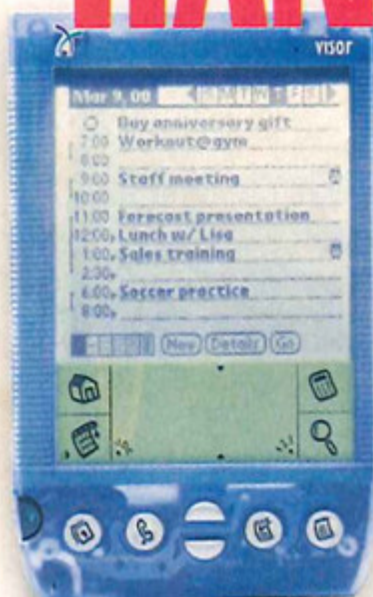 HAN
VISOR
Mar 9, 00 S M T W T F S
Buy anniversary gift
7:00 Workout@gym
8:00
9:00 Staff meeting
10:00
11:00 Forecast presentation
12:00 Lunch w/ Lisa
1:00 Sales training
2:30
6:00 Soccer practice
8:00
New Details Go